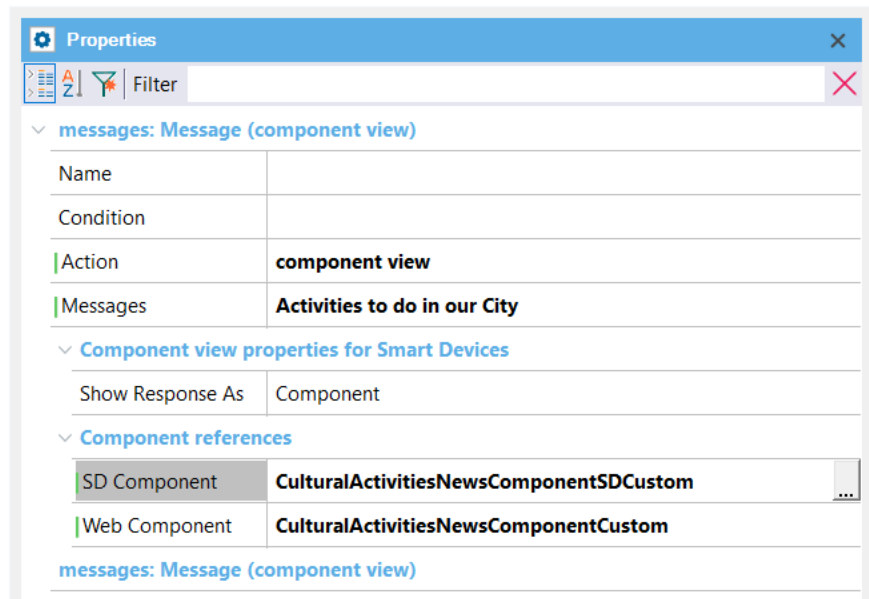 Properties
Filter
messages: Message (component view)
Name
Condition
Action component view
Messages Activities to do in our City
Component view properties for Smart Devices
Show Response As Component
Component references
SD Component CulturalActivitiesNewsComponentSDCustom ...
Web Component CulturalActivitiesNewsComponentCustom
messages: Message (component view)